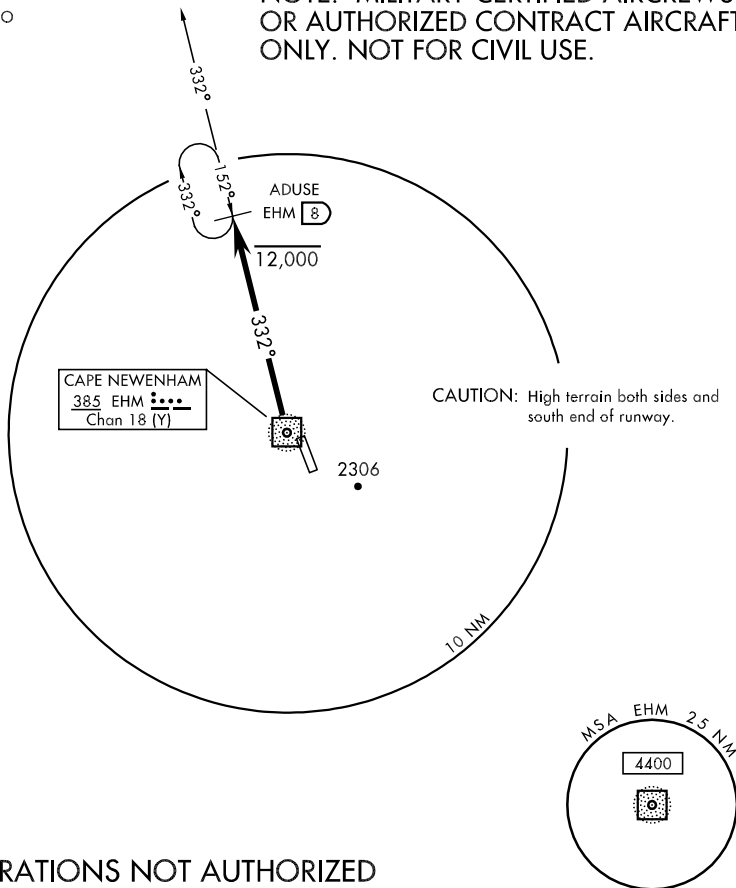 OR AUTHORIZED CONTRACT AIRCRAFT
ONLY. NOT FOR CIVIL USE.
332°
152°
332°
ADUSE
EHM 8
12,000
332°
CAPE NEWENHAM
385 EHM
Chan 18 (Y)
CAUTION: High terrain both sides and
south end of runway.
2306
10 NM
MSA EHM 25 NM
4400
RATIONS NOT AUTHORIZED